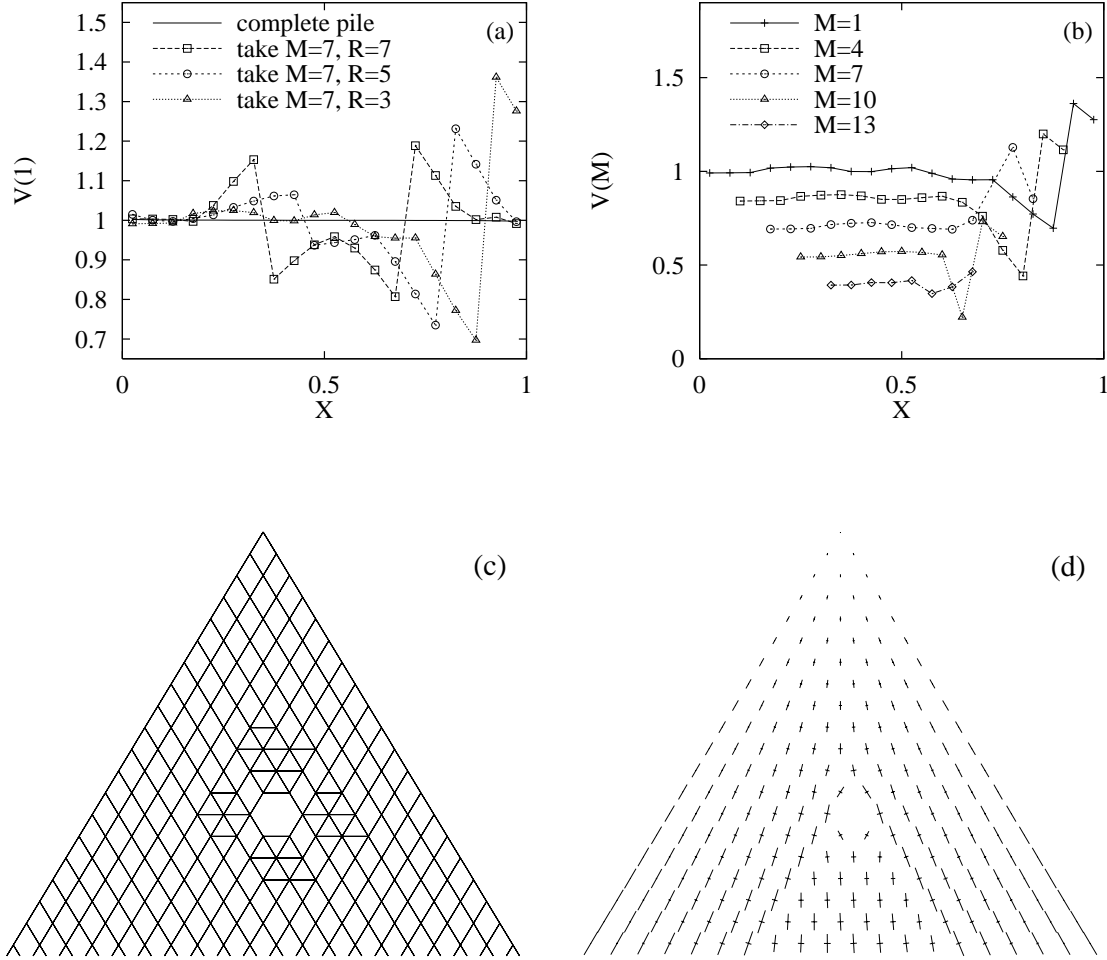 (a)
complete pile
take M=7, R=7
take M=7, R=5
take M=7, R=3
V(1)
1.5
1.4
1.3
1.2
1.1
1.0
0.9
0.8
0.7
0
0.5
1
X
(b)
M=1
M=4
M=7
M=10
M=13
V(M)
1.5
1
0.5
0
0
0.5
1
X
(c)
(d)